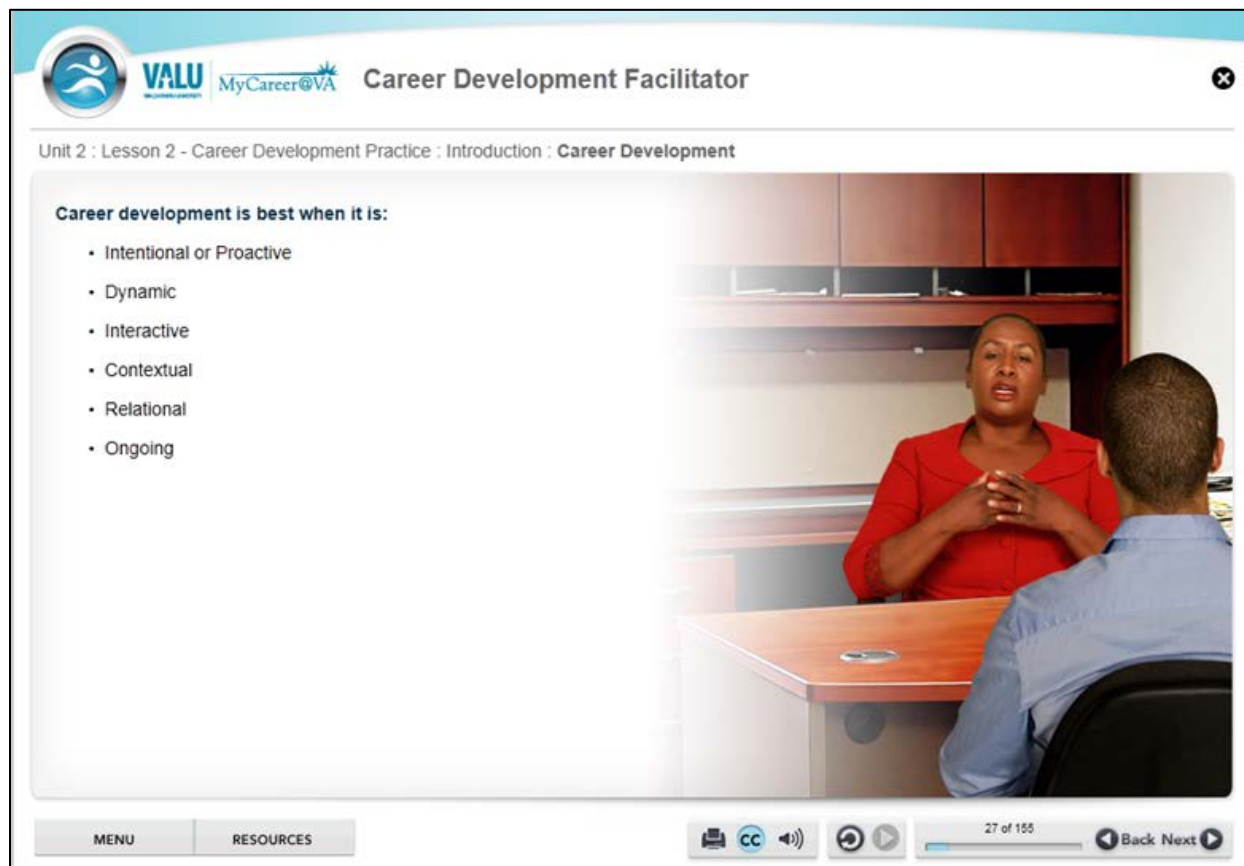 VALU
MyCareer@VA
Career Development Facilitator
Unit 2 : Lesson 2 - Career Development Practice : Introduction : Career Development
Career development is best when it is:
• Intentional or Proactive
• Dynamic
• Interactive
• Contextual
• Relational
• Ongoing
MENU
RESOURCES
CC
27 of 155
Back Next